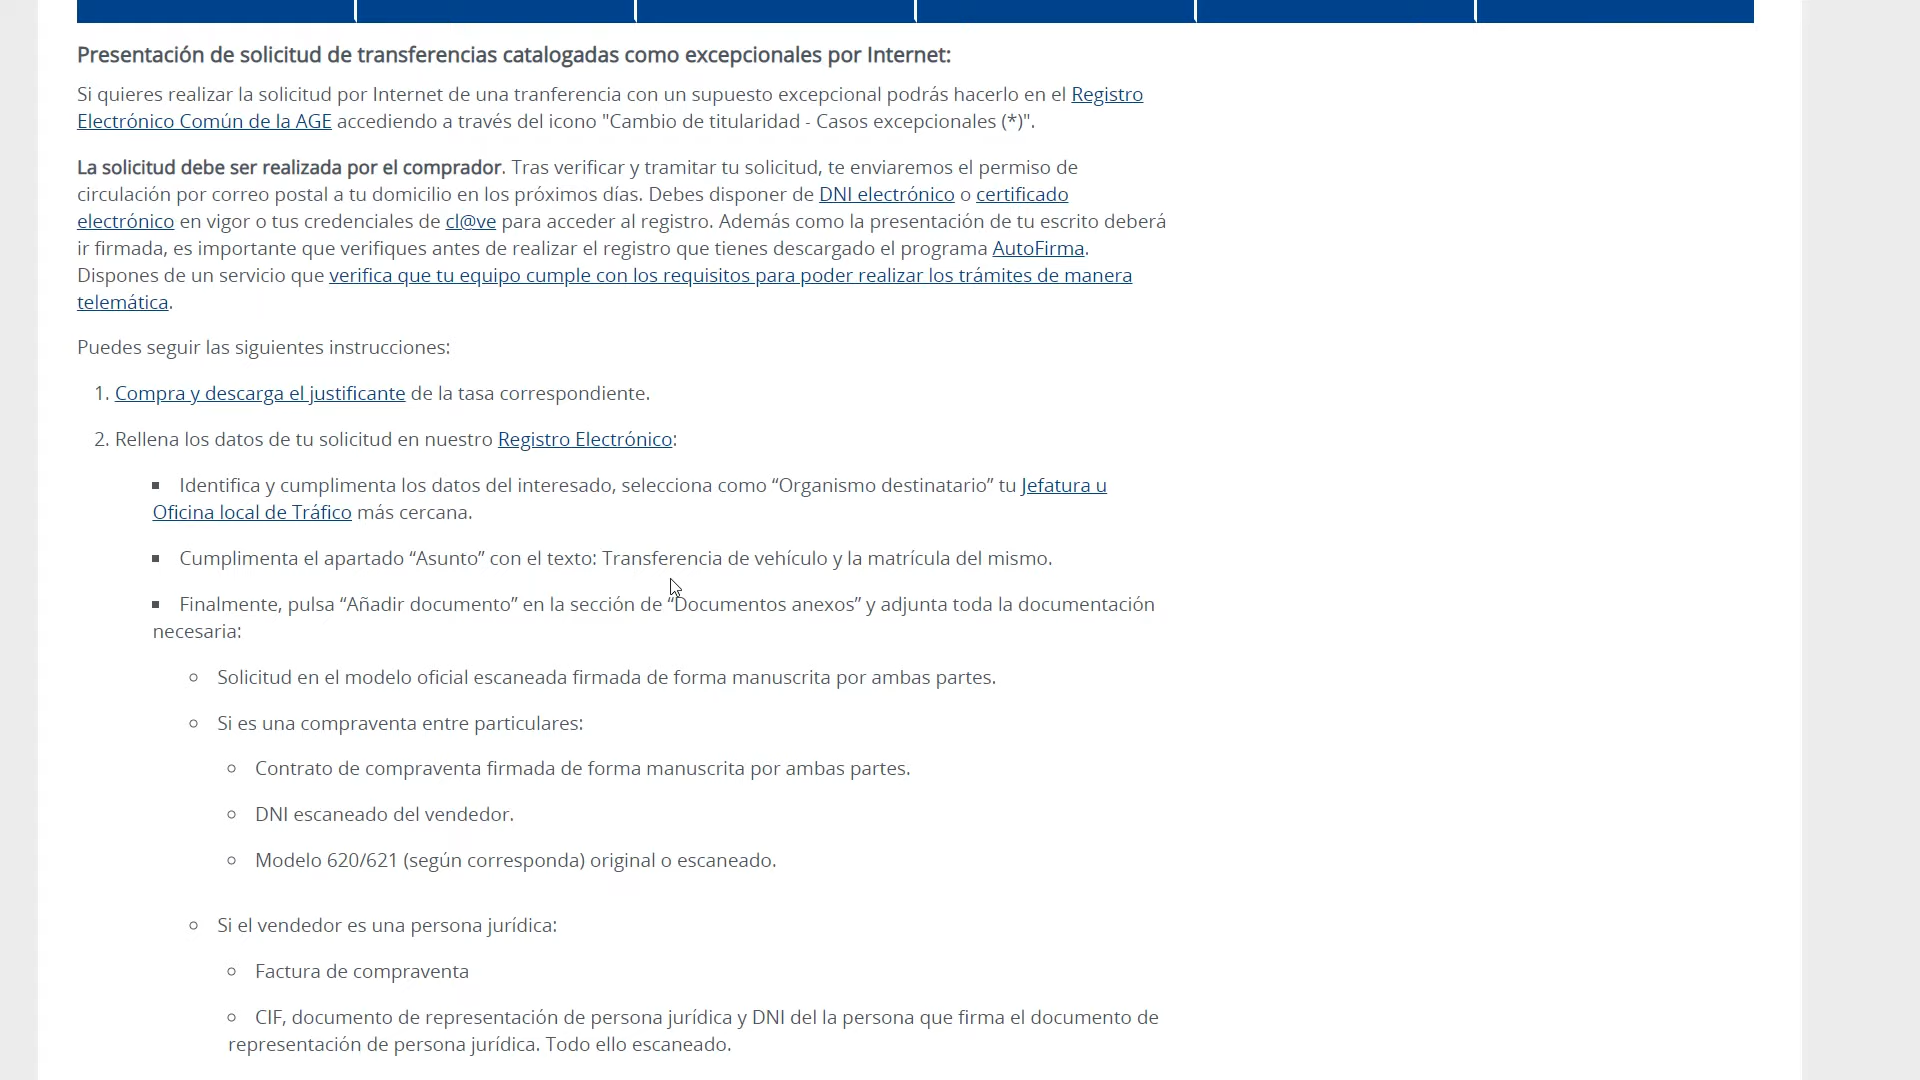 Presentación de solicitud de transferencias catalogadas como excepcionales por Internet:
Si quieres realizar la solicitud por Internet de una tranferencia con un supuesto excepcional podrás hacerlo en el Registro
Electrónico Común de la AGE accediendo a través del icono "Cambio de titularidad - Casos excepcionales (*)".
La solicitud debe ser realizada por el comprador. Tras verificar y tramitar tu solicitud, te enviaremos el permiso de
circulación por correo postal a tu domicilio en los próximos días. Debes disponer de DNI electrónico o certificado
electrónico en vigor o tus credenciales de cl@ve para acceder al registro. Además como la presentación de tu escrito deberá
ir firmada, es importante que verifiques antes de realizar el registro que tienes descargado el programa AutoFirma.
Dispones de un servicio que verifica que tu equipo cumple con los requisitos para poder realizar los trámites de manera
telemática.
Puedes seguir las siguientes instrucciones:
1. Compra y descarga el justificante de la tasa correspondiente.
2. Rellena los datos de tu solicitud en nuestro Registro Electrónico:
▪ Identifica y cumplimenta los datos del interesado, selecciona como “Organismo destinatario” tu Jefatura u
Oficina local de Tráfico más cercana.
▪ Cumplimenta el apartado “Asunto” con el texto: Transferencia de vehículo y la matrícula del mismo.
▪ Finalmente, pulsa “Añadir documento” en la sección de “Documentos anexos” y adjunta toda la documentación
necesaria:
○ Solicitud en el modelo oficial escaneada firmada de forma manuscrita por ambas partes.
○ Si es una compraventa entre particulares:
○ Contrato de compraventa firmada de forma manuscrita por ambas partes.
○ DNI escaneado del vendedor.
○ Modelo 620/621 (según corresponda) original o escaneado.
○ Si el vendedor es una persona jurídica:
○ Factura de compraventa
○ CIF, documento de representación de persona jurídica y DNI del la persona que firma el documento de
representación de persona jurídica. Todo ello escaneado.